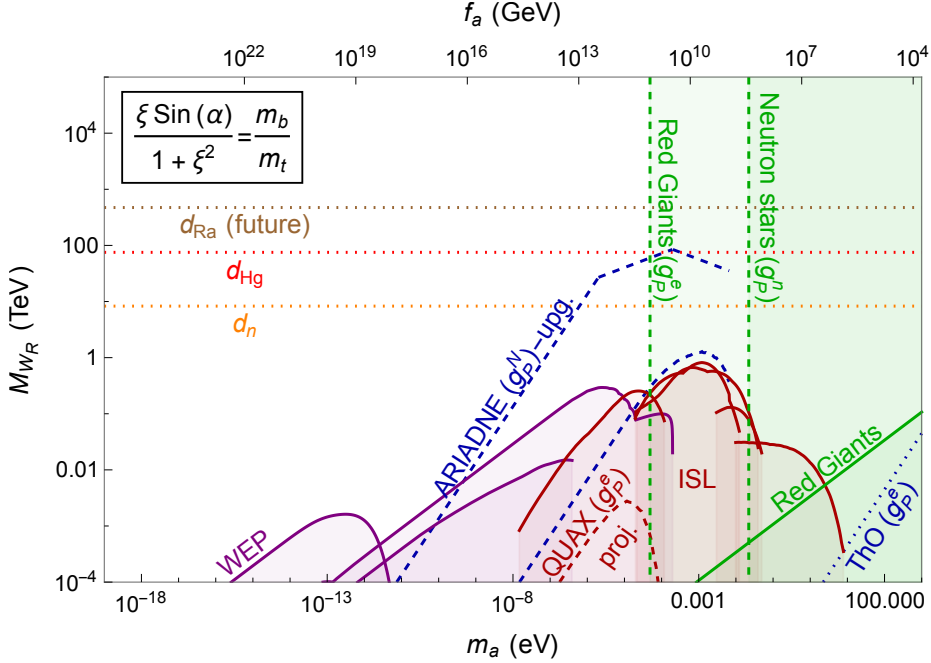 f_a (GeV)
10^22 10^19 10^16 10^13 10^10 10^7 10^4
ξ Sin (α) / 1 + ξ^2 = m_b / m_t
M_{W_R} (TeV)
10^4
100
1
0.01
10^-4
d_Ra (future)
d_Hg
d_n
Red Giants (g_P^e)
Neutron stars (g_P^n)
ARIADNE (g_P^N)-upg.
WEP
QUAX (g_P^e)
proj.
ISL
Red Giants
ThO (g_P^e)
10^-18 10^-13 10^-8 0.001 100.000
m_a (eV)